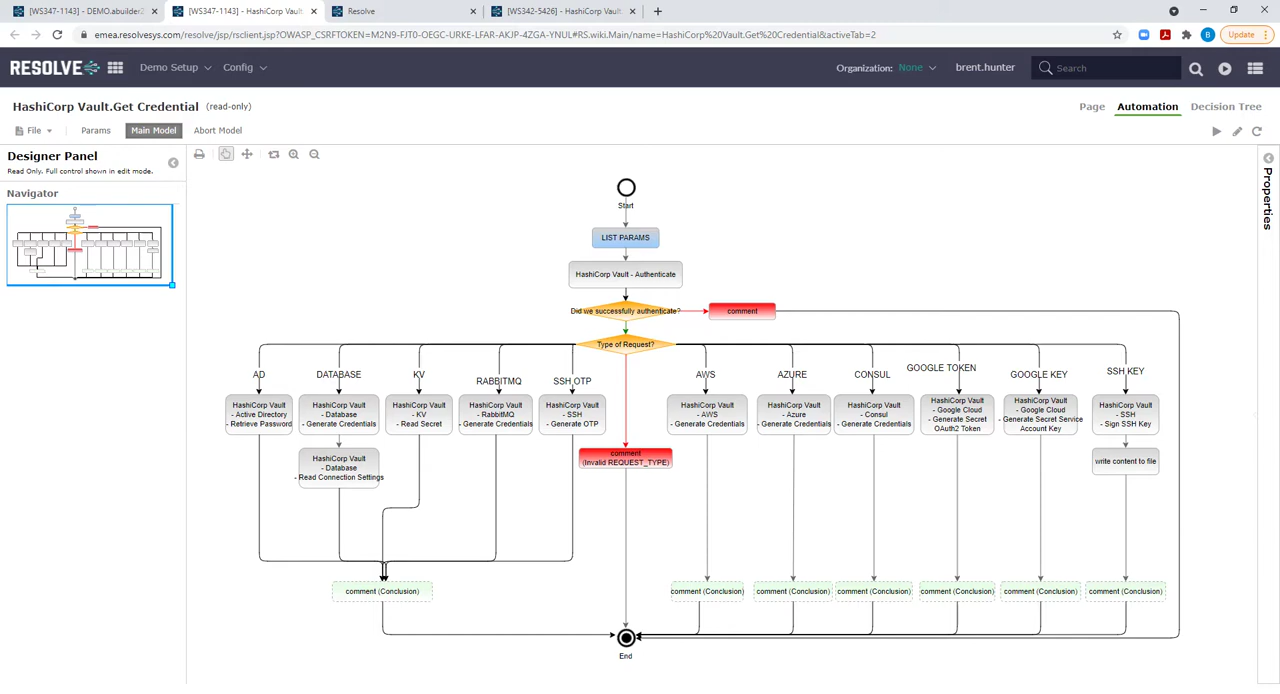 [WS347-1143] - DEMO.abuilder2
[WS347-1143] - HashiCorp Vault.
Resolve
[WS342-5426] - HashiCorp Vault.
emea.resolvesys.com/resolve/jsp/rsclient.jsp?OWASP_CSRFTOKEN=M2N9-FJT0-OEGC-URKE-LFAR-AKJP-4ZGA-YNUL#RS.wiki.Main/name=HashiCorp%20Vault.Get%20Credential&activeTab=2
B
Update
RESOLVE
Demo Setup
Config
Organization: None
brent.hunter
Search
HashiCorp Vault.Get Credential (read-only)
Page
Automation
Decision Tree
File
Params
Main Model
Abort Model
Designer Panel
Read Only. Full control shown in edit mode.
Navigator
Properties
Start
LIST PARAMS
HashiCorp Vault - Authenticate
Did we successfully authenticate?
comment
Type of Request?
AD
DATABASE
KV
RABBITMQ
SSH OTP
AWS
AZURE
CONSUL
GOOGLE TOKEN
GOOGLE KEY
SSH KEY
HashiCorp Vault
- Active Directory
- Retrieve Password
HashiCorp Vault
- Database
- Generate Credentials
HashiCorp Vault
- KV
- Read Secret
HashiCorp Vault
- RabbitMQ
- Generate Credentials
HashiCorp Vault
- SSH
- Generate OTP
HashiCorp Vault
- AWS
- Generate Credentials
HashiCorp Vault
- Azure
- Generate Credentials
HashiCorp Vault
- Consul
- Generate Credentials
HashiCorp Vault
- Google Cloud
- Generate Secret
OAuth2 Token
HashiCorp Vault
- Google Cloud
- Generate Secret Service
Account Key
HashiCorp Vault
- SSH
- Sign SSH Key
HashiCorp Vault
- Database
- Read Connection Settings
comment
(Invalid REQUEST_TYPE)
write content to file
comment (Conclusion)
comment (Conclusion)
comment (Conclusion)
comment (Conclusion)
comment (Conclusion)
comment (Conclusion)
comment (Conclusion)
End